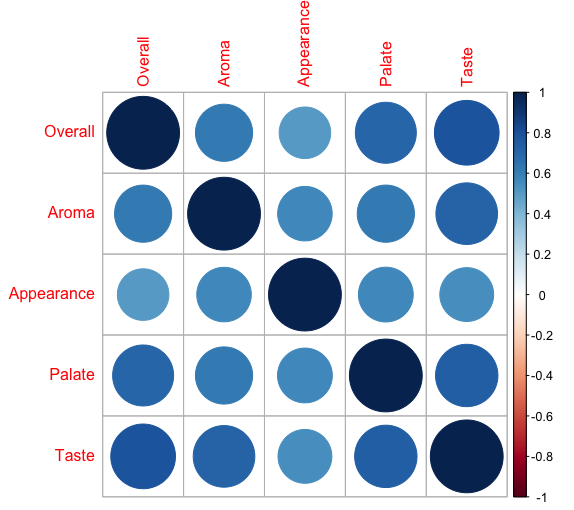 Overall
Aroma
Appearance
Palate
Taste
Overall
Aroma
Appearance
Palate
Taste
1
0.8
0.6
0.4
0.2
0
-0.2
-0.4
-0.6
-0.8
-1